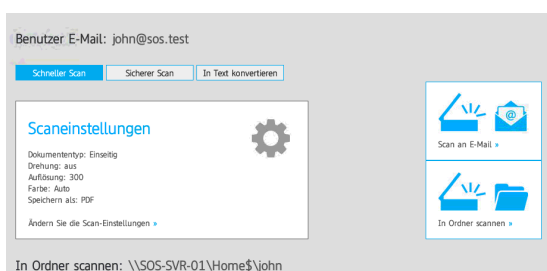 Benutzer E-Mail: john@sos.test
Schneller Scan
Sicherer Scan
In Text konvertieren
Scaneinstellungen
Dokumententyp: Einseitig
Drehung: aus
Auflösung: 300
Farbe: Auto
Speichern als: PDF
Ändern Sie die Scan-Einstellungen »
@
Scan an E-Mail »
In Ordner scannen »
In Ordner scannen: \\SOS-SVR-01\Home$\john